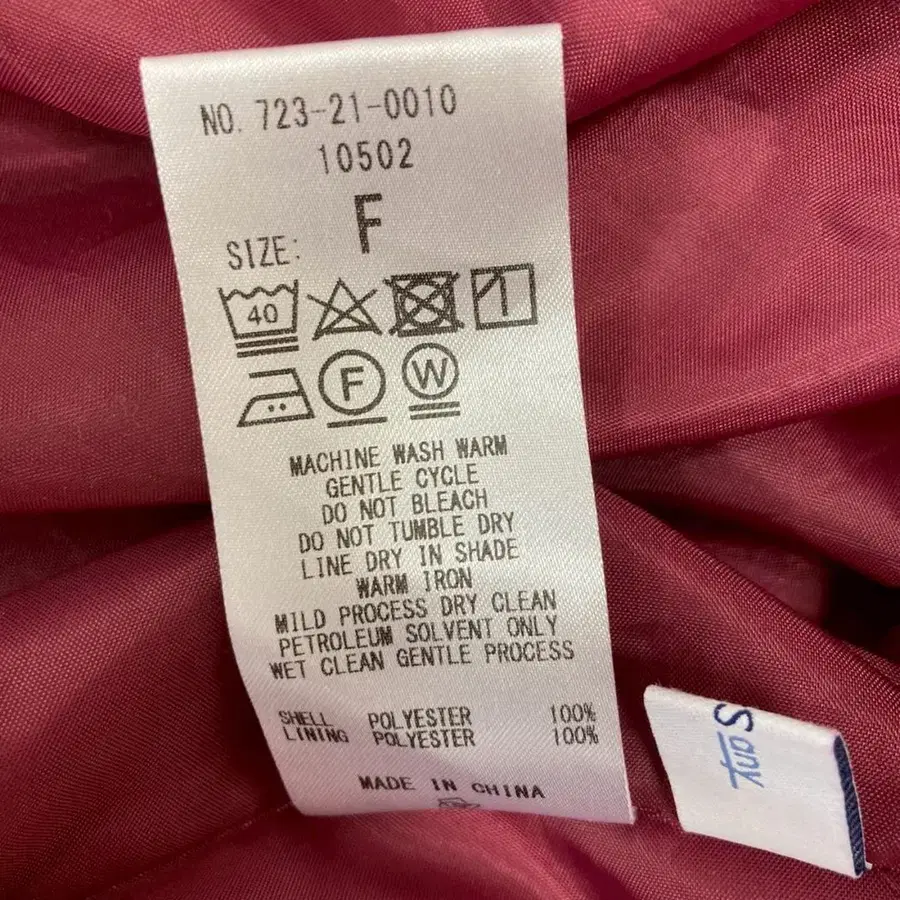 NO. 723-21-0010
10502
SIZE: F
40
F W
MACHINE WASH WARM
GENTLE CYCLE
DO NOT BLEACH
DO NOT TUMBLE DRY
LINE DRY IN SHADE
WARM IRON
MILD PROCESS DRY CLEAN
PETROLEUM SOLVENT ONLY
WET CLEAN GENTLE PROCESS
SHELL POLYESTER 100%
LINING POLYESTER 100%
MADE IN CHINA